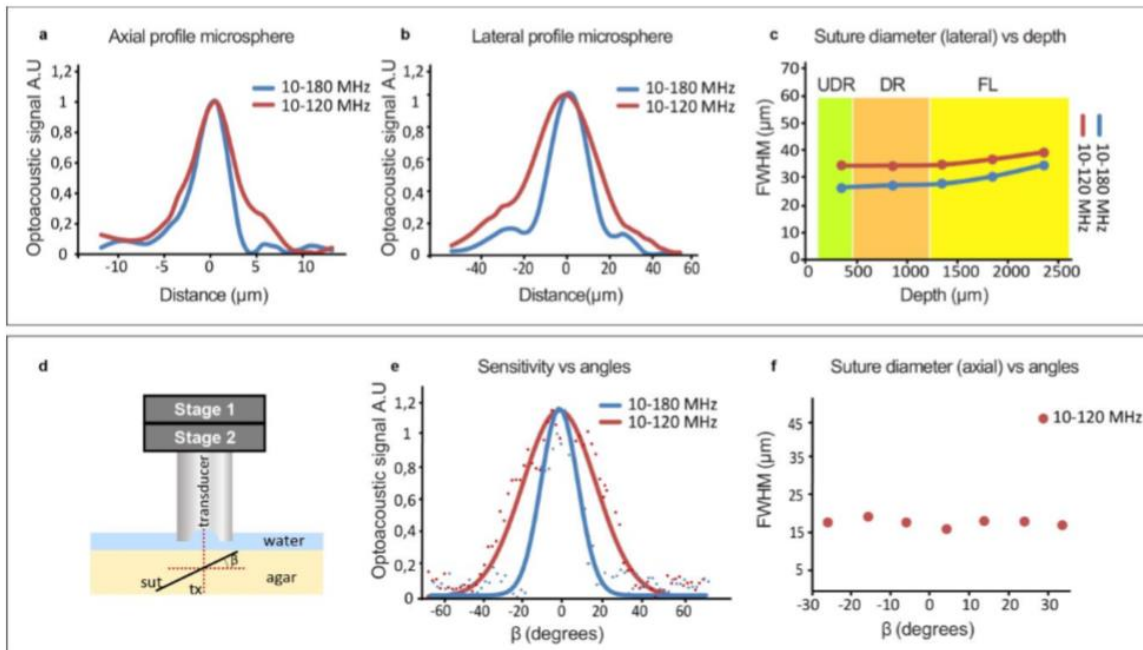 a Axial profile microsphere
Optoacoustic signal A.U
1,2
1
0,8
0,6
0,4
0,2
0
10-180 MHz
10-120 MHz
-10 -5 0 5 10
Distance (µm)
b Lateral profile microsphere
Optoacoustic signal A.U
1,2
1
0,8
0,6
0,4
0,2
0
10-180 MHz
10-120 MHz
-40 -20 0 20 40 60
Distance(µm)
c Suture diameter (lateral) vs depth
FWHM (µm)
70
60
50
40
30
20
10
0
UDR DR FL
10-180 MHz
10-120 MHz
0 500 1000 1500 2000 2500
Depth (µm)
d
Stage 1
Stage 2
transducer
water
β
sut
tx
agar
e Sensitivity vs angles
Optoacoustic signal A.U
1,2
1
0,8
0,6
0,4
0,2
0
10-180 MHz
10-120 MHz
-60 -40 -20 0 20 40 60
β (degrees)
f Suture diameter (axial) vs angles
FWHM (µm)
45
35
25
15
5
10-120 MHz
-30 -20 -10 0 10 20 30
β (degrees)